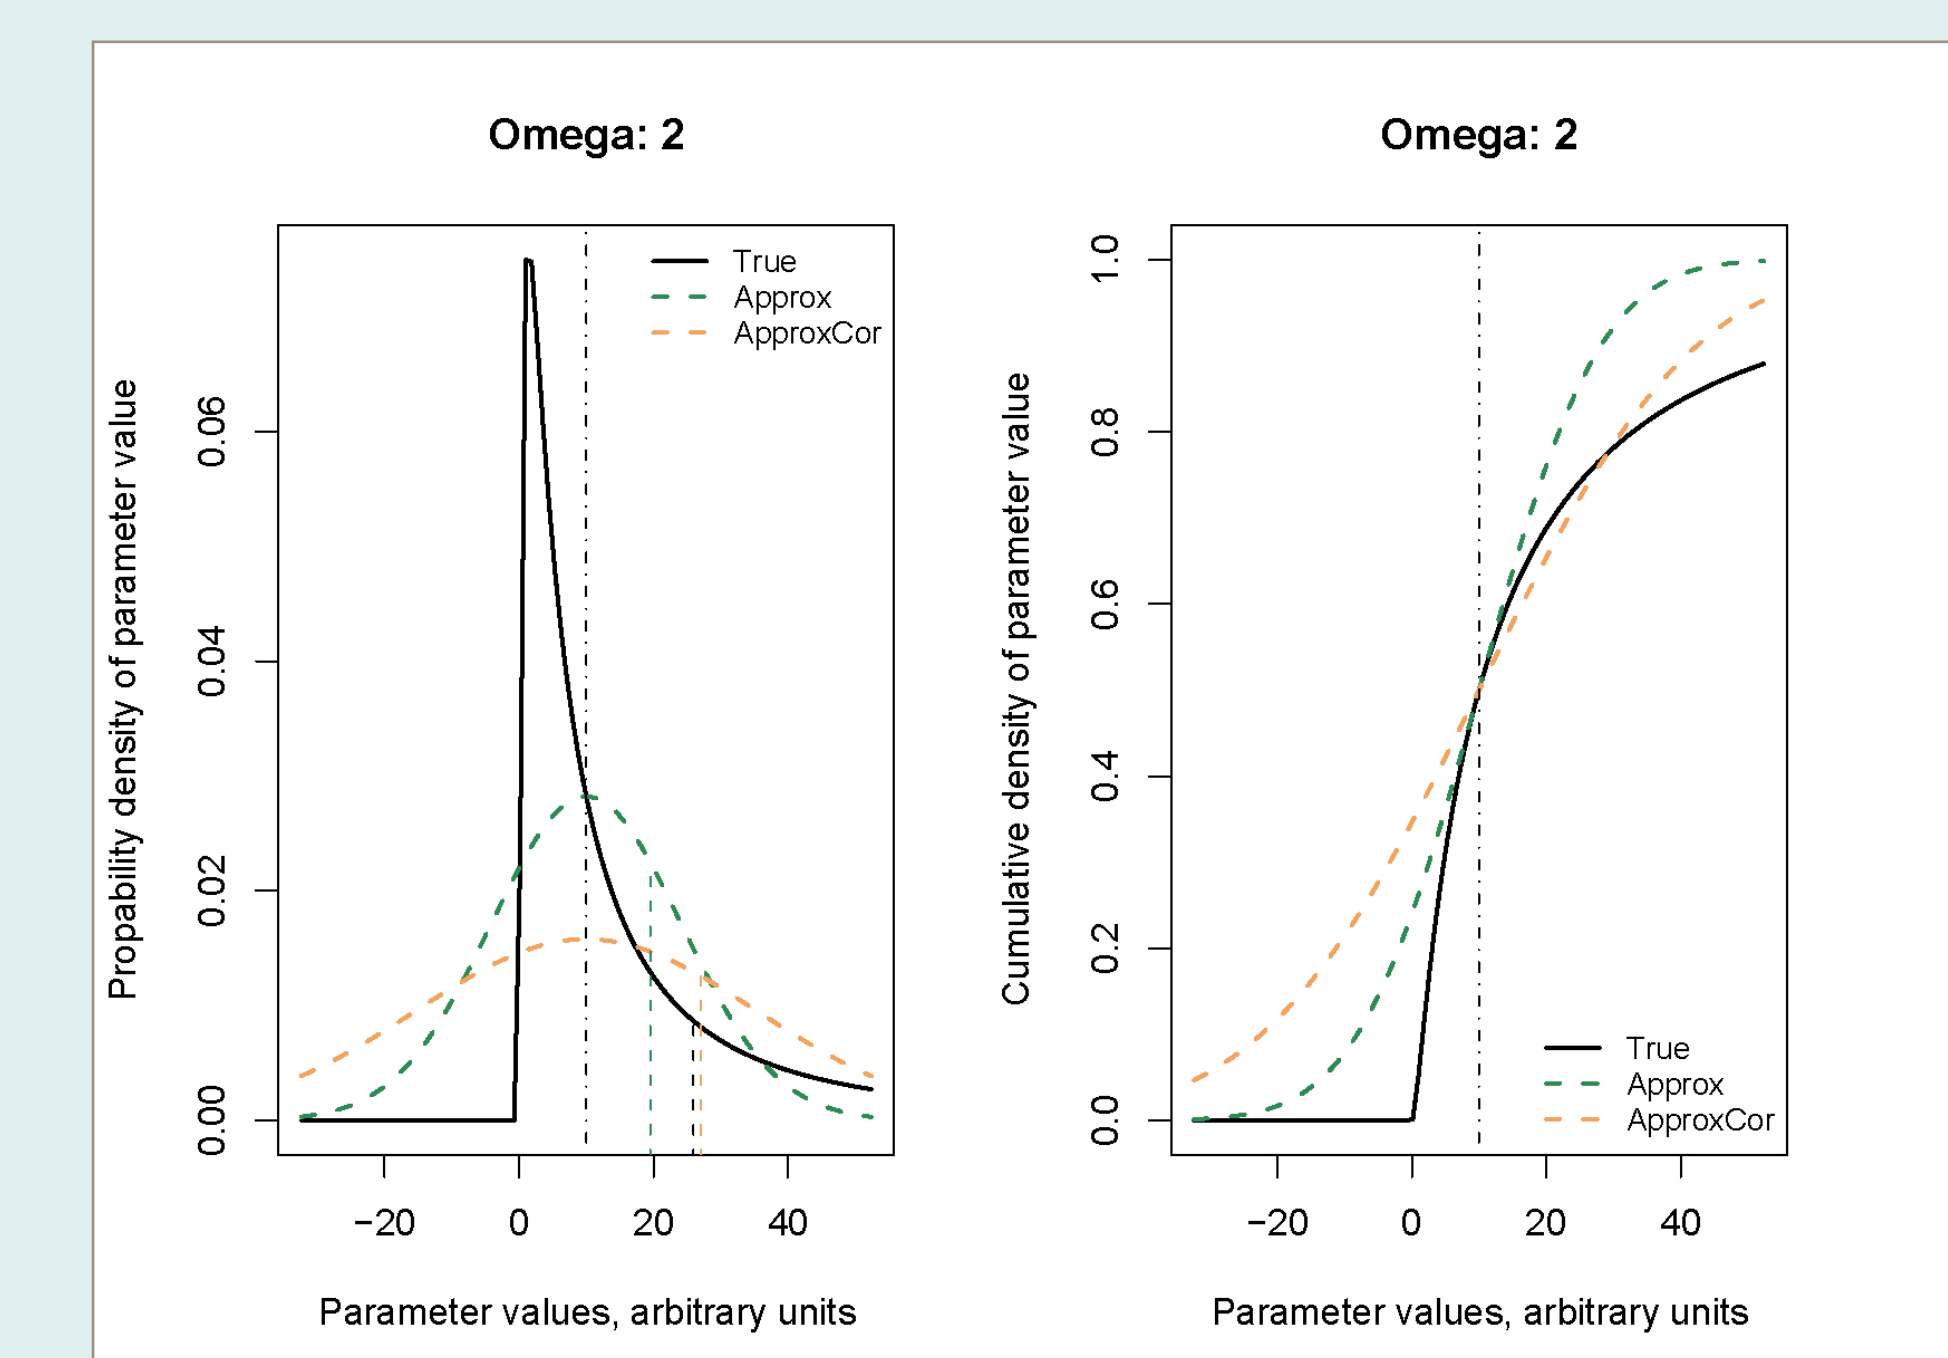 Omega: 2
Propability density of parameter value
0.00
0.02
0.04
0.06
True
Approx
ApproxCor
−20 0 20 40
Parameter values, arbitrary units
Omega: 2
Cumulative density of parameter value
0.0
0.2
0.4
0.6
0.8
1.0
True
Approx
ApproxCor
−20 0 20 40
Parameter values, arbitrary units